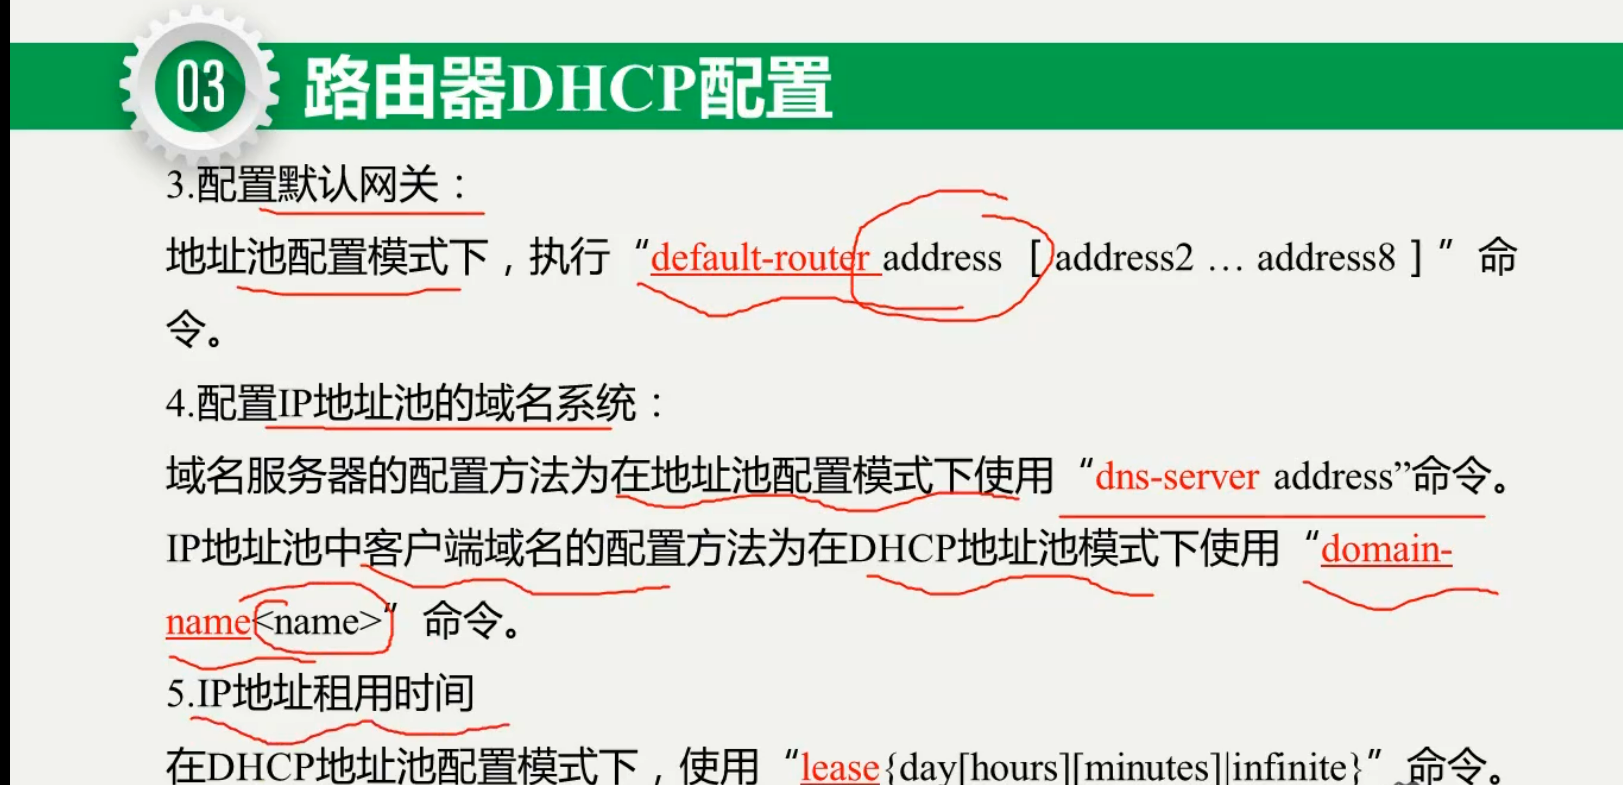 03 路由器DHCP配置
3.配置默认网关：
地址池配置模式下，执行“default-router address [ address2 … address8 ]”命
令。
4.配置IP地址池的域名系统：
域名服务器的配置方法为在地址池配置模式下使用“dns-server address”命令。
IP地址池中客户端域名的配置方法为在DHCP地址池模式下使用“domain-
name<name>”命令。
5.IP地址租用时间
在DHCP地址池配置模式下，使用“lease{day[hours][minutes]|infinite}”命令。